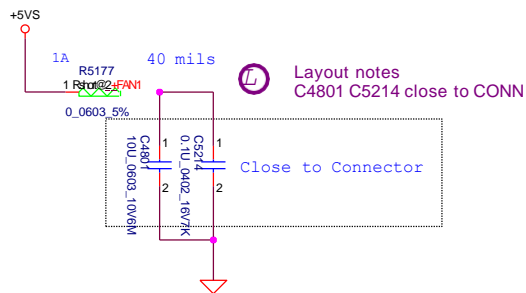 +5VS
1A
40 mils
R5177
1
2
+FAN1
0_0603_5%
L
Layout notes
C4801 C5214 close to CONN
C4801
10U_0603_10V6M
1
2
C5214
0.1U_0402_16V7K
1
2
Close to Connector